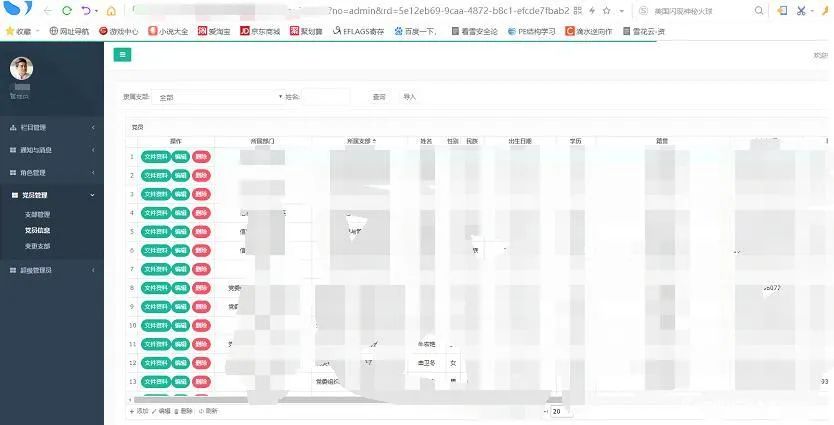 ?no=admin&rd=5e12eb69-9caa-4872-b8c1-efcde7fbab2
美国闪现神秘火球
收藏 网址导航 游戏中心 小说大全 爱淘宝 京东商城 聚划算 EFLAGS寄存 百度一下, 看雪安全论 PE结构学习 滴水逆向作 雪花云-资
管理员
栏目管理
通知与消息
角色管理
党员管理
支部管理
党员信息
变更支部
超级管理员
隶属支部: 全部 姓名: 查询 导入
党员
操作 所属部门 所属支部 姓名 性别 民族 出生日期 学历 籍贯
1 文件资料 编辑 删除
2 文件资料 编辑 删除
3 文件资料 编辑 删除
4 文件资料 编辑 删除
5 文件资料 编辑 删除 信
6 文件资料 编辑 删除 信 族
7 文件资料 编辑 删除
8 文件资料 编辑 删除 党委
9 文件资料 编辑 删除 党委
10 文件资料 编辑 删除
11 文件资料 编辑 删除
12 文件资料 编辑 删除 女
13 文件资料 编辑 删除 党委组织
添加 编辑 删除 刷新
20